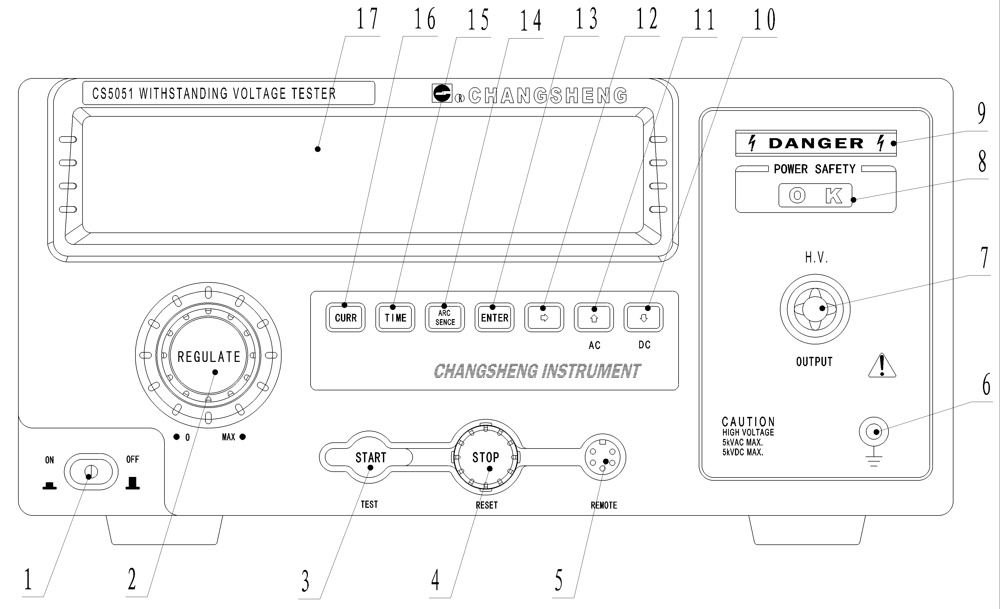 17 16 15 14 13 12 11 10
CS5051 WITHSTANDING VOLTAGE TESTER
® CHANGSHENG
9
DANGER
8
POWER SAFETY
O K
7
H.V.
CURR
TIME
ARC
SENCE
ENTER
⇨
⇧
⇩
AC
DC
REGULATE
OUTPUT
CHANGSHENG INSTRUMENT
6
CAUTION
HIGH VOLTAGE
5kVAC MAX.
5kVDC MAX.
0
MAX
ON
OFF
START
STOP
TEST
RESET
REMOTE
1 2 3 4 5